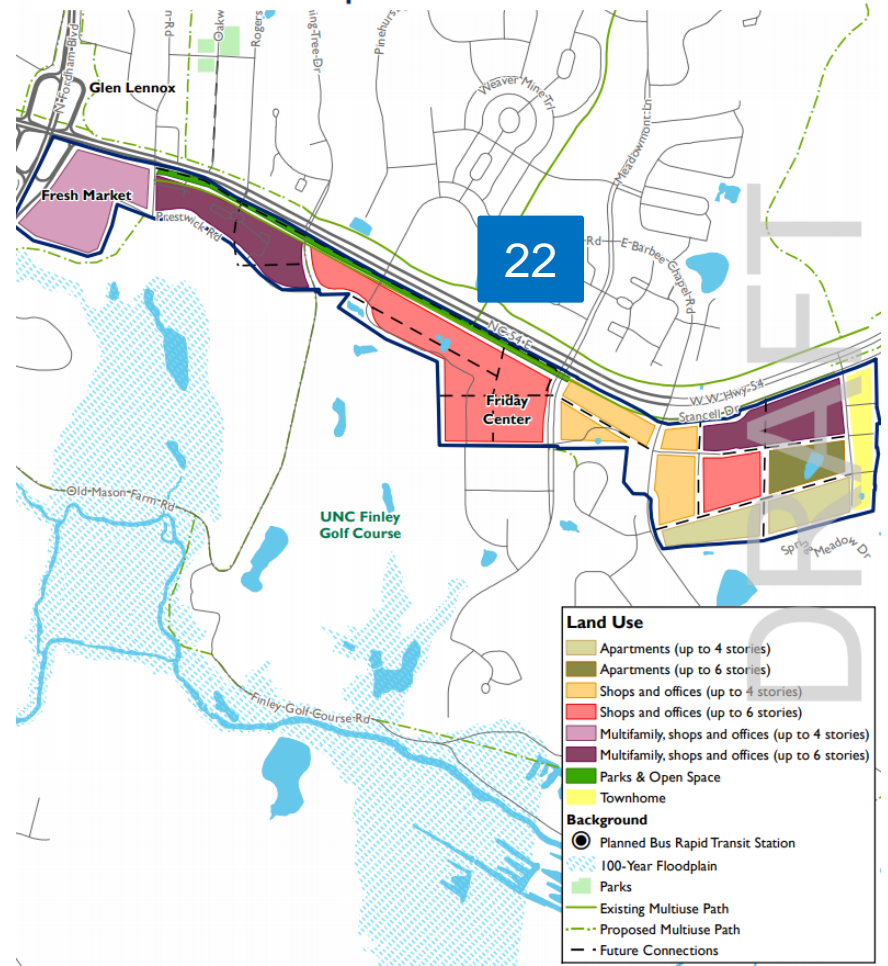 N Fordham Blvd
Glen Lennox
Rogers
Pinehurs
Weaver Mine Trl
Meadowmont Ln
Fresh Market
Prestwick Rd
22
Rd
E Barbee Chapel Rd
NC 54 E
Friday
Center
W W Hwy 54
Stancell Dr
Old Mason Farm Rd
UNC Finley
Golf Course
Meadow Dr
Finley Golf Course Rd
DRAFT
Land Use
Apartments (up to 4 stories)
Apartments (up to 6 stories)
Shops and offices (up to 4 stories)
Shops and offices (up to 6 stories)
Multifamily, shops and offices (up to 4 stories)
Multifamily, shops and offices (up to 6 stories)
Parks & Open Space
Townhome
Background
Planned Bus Rapid Transit Station
100-Year Floodplain
Parks
Existing Multiuse Path
Proposed Multiuse Path
Future Connections